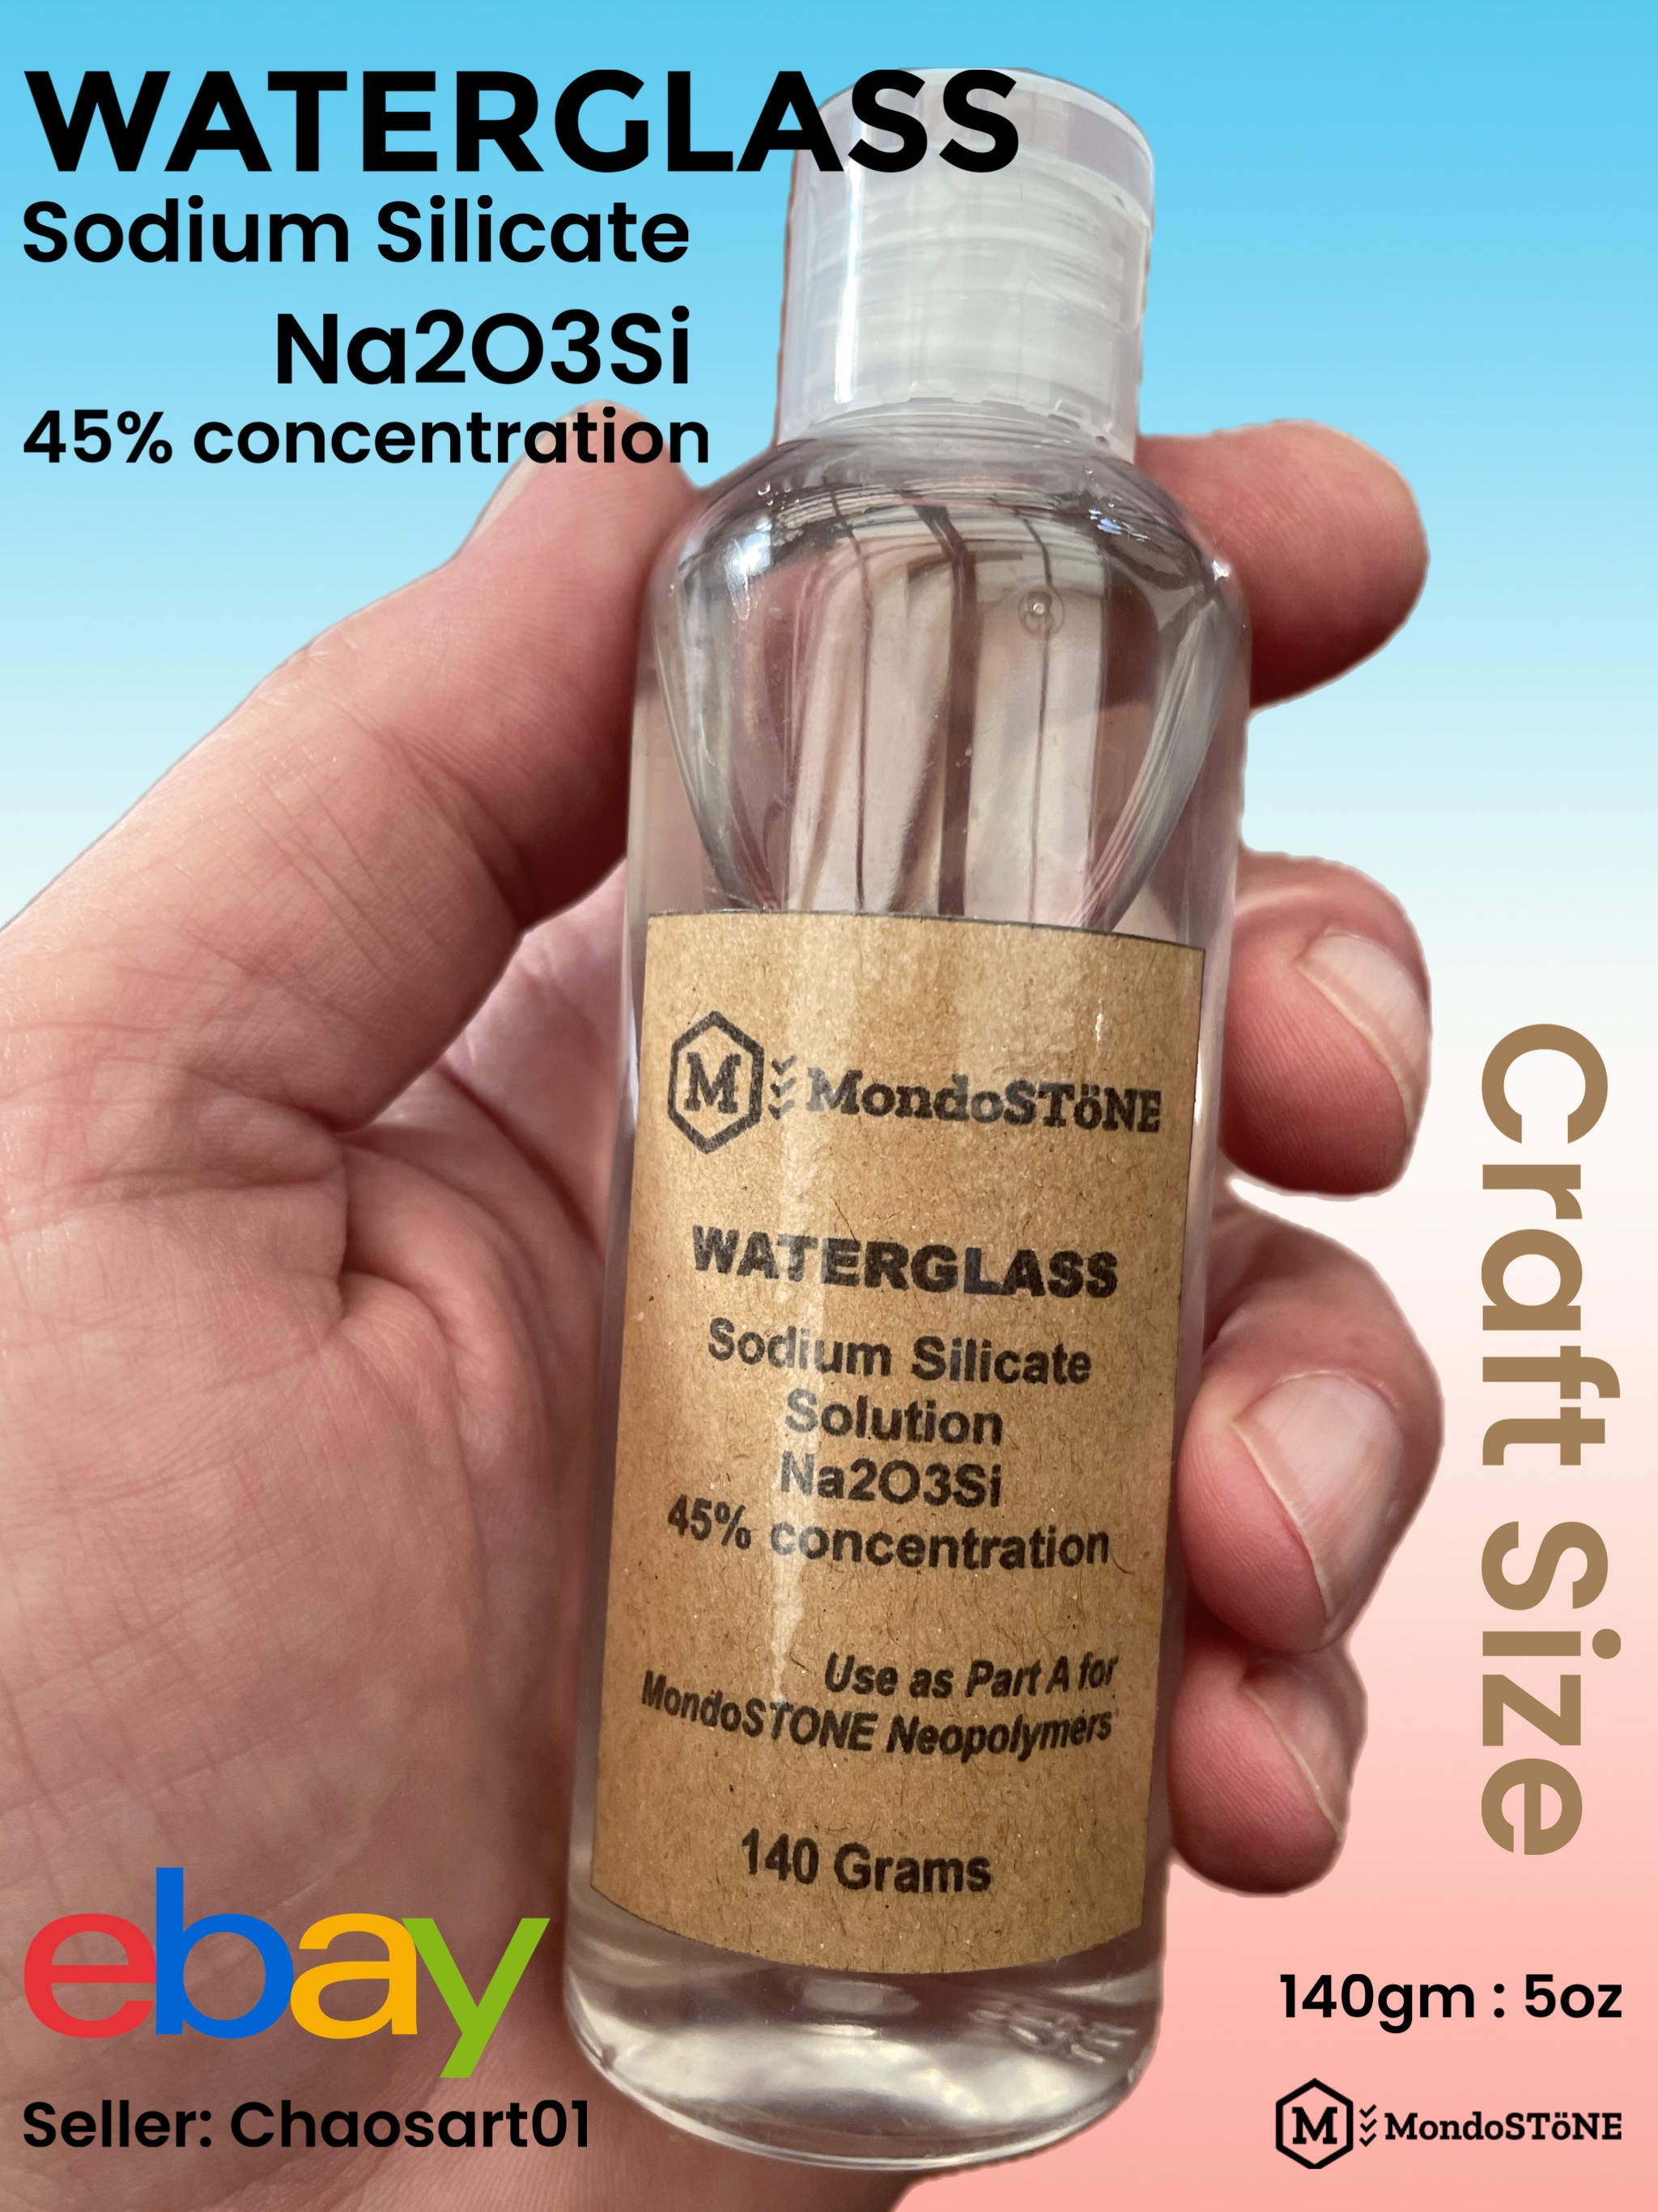 WATERGLASS
Sodium Silicate
Na2O3Si
45% concentration
M MondoSTöNE
WATERGLASS
Sodium Silicate
Solution
Na2O3Si
45% concentration
Use as Part A for
MondoSTONE Neopolymers
140 Grams
Craft Size
ebay
Seller: Chaosart01
140gm : 5oz
M MondoSTöNE